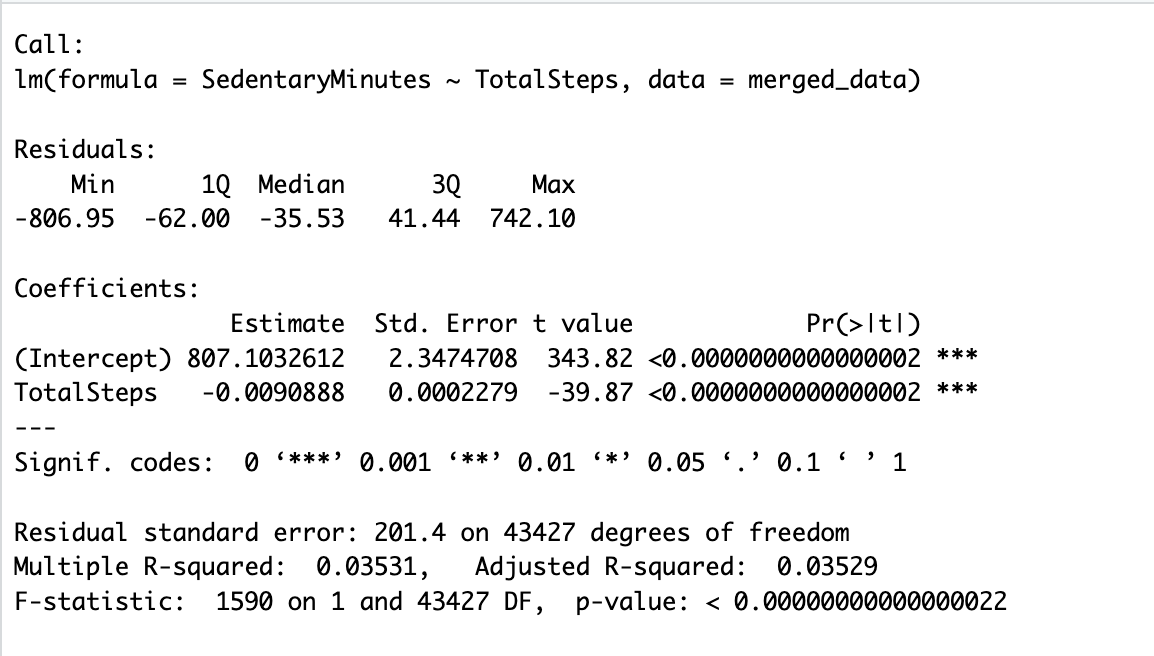 Call:
lm(formula = SedentaryMinutes ~ TotalSteps, data = merged_data)
Residuals:
Min 1Q Median 3Q Max
-806.95 -62.00 -35.53 41.44 742.10
Coefficients:
Estimate Std. Error t value Pr(>|t|)
(Intercept) 807.1032612 2.3474708 343.82 <0.0000000000000002 ***
TotalSteps -0.0090888 0.0002279 -39.87 <0.0000000000000002 ***
---
Signif. codes: 0 ‘***’ 0.001 ‘**’ 0.01 ‘*’ 0.05 ‘.’ 0.1 ‘ ’ 1
Residual standard error: 201.4 on 43427 degrees of freedom
Multiple R-squared: 0.03531, Adjusted R-squared: 0.03529
F-statistic: 1590 on 1 and 43427 DF, p-value: < 0.00000000000000022